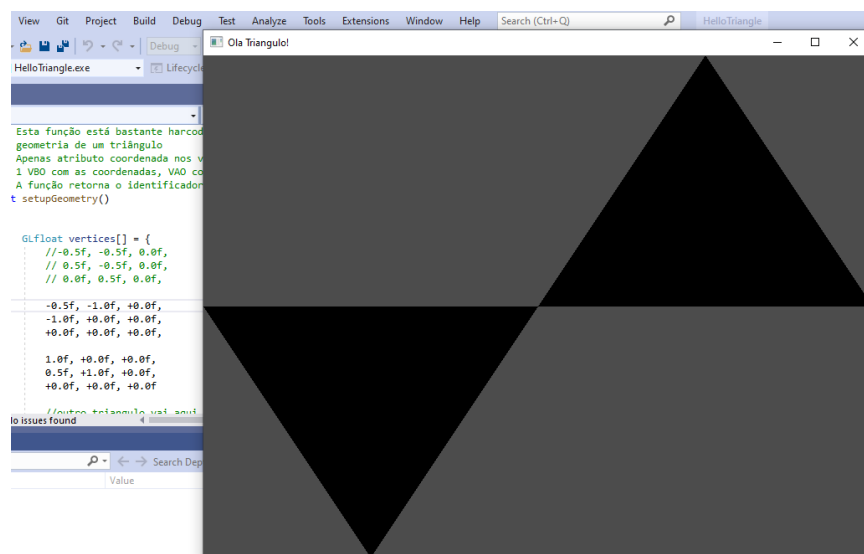 View Git Project Build Debug Test Analyze Tools Extensions Window Help Search (Ctrl+Q) HelloTriangle
Debug
Ola Triangulo!
HelloTriangle.exe Lifecycle
Esta função está bastante harcod
geometria de um triângulo
Apenas atributo coordenada nos v
1 VBO com as coordenadas, VAO co
A função retorna o identificador
t setupGeometry()
GLfloat vertices[] = {
//-0.5f, -0.5f, 0.0f,
// 0.5f, -0.5f, 0.0f,
// 0.0f, 0.5f, 0.0f,
-0.5f, -1.0f, +0.0f,
-1.0f, +0.0f, +0.0f,
+0.0f, +0.0f, +0.0f,
1.0f, +0.0f, +0.0f,
0.5f, +1.0f, +0.0f,
+0.0f, +0.0f, +0.0f
//outro triangulo vai aqui
lo issues found
Search Dep
Value